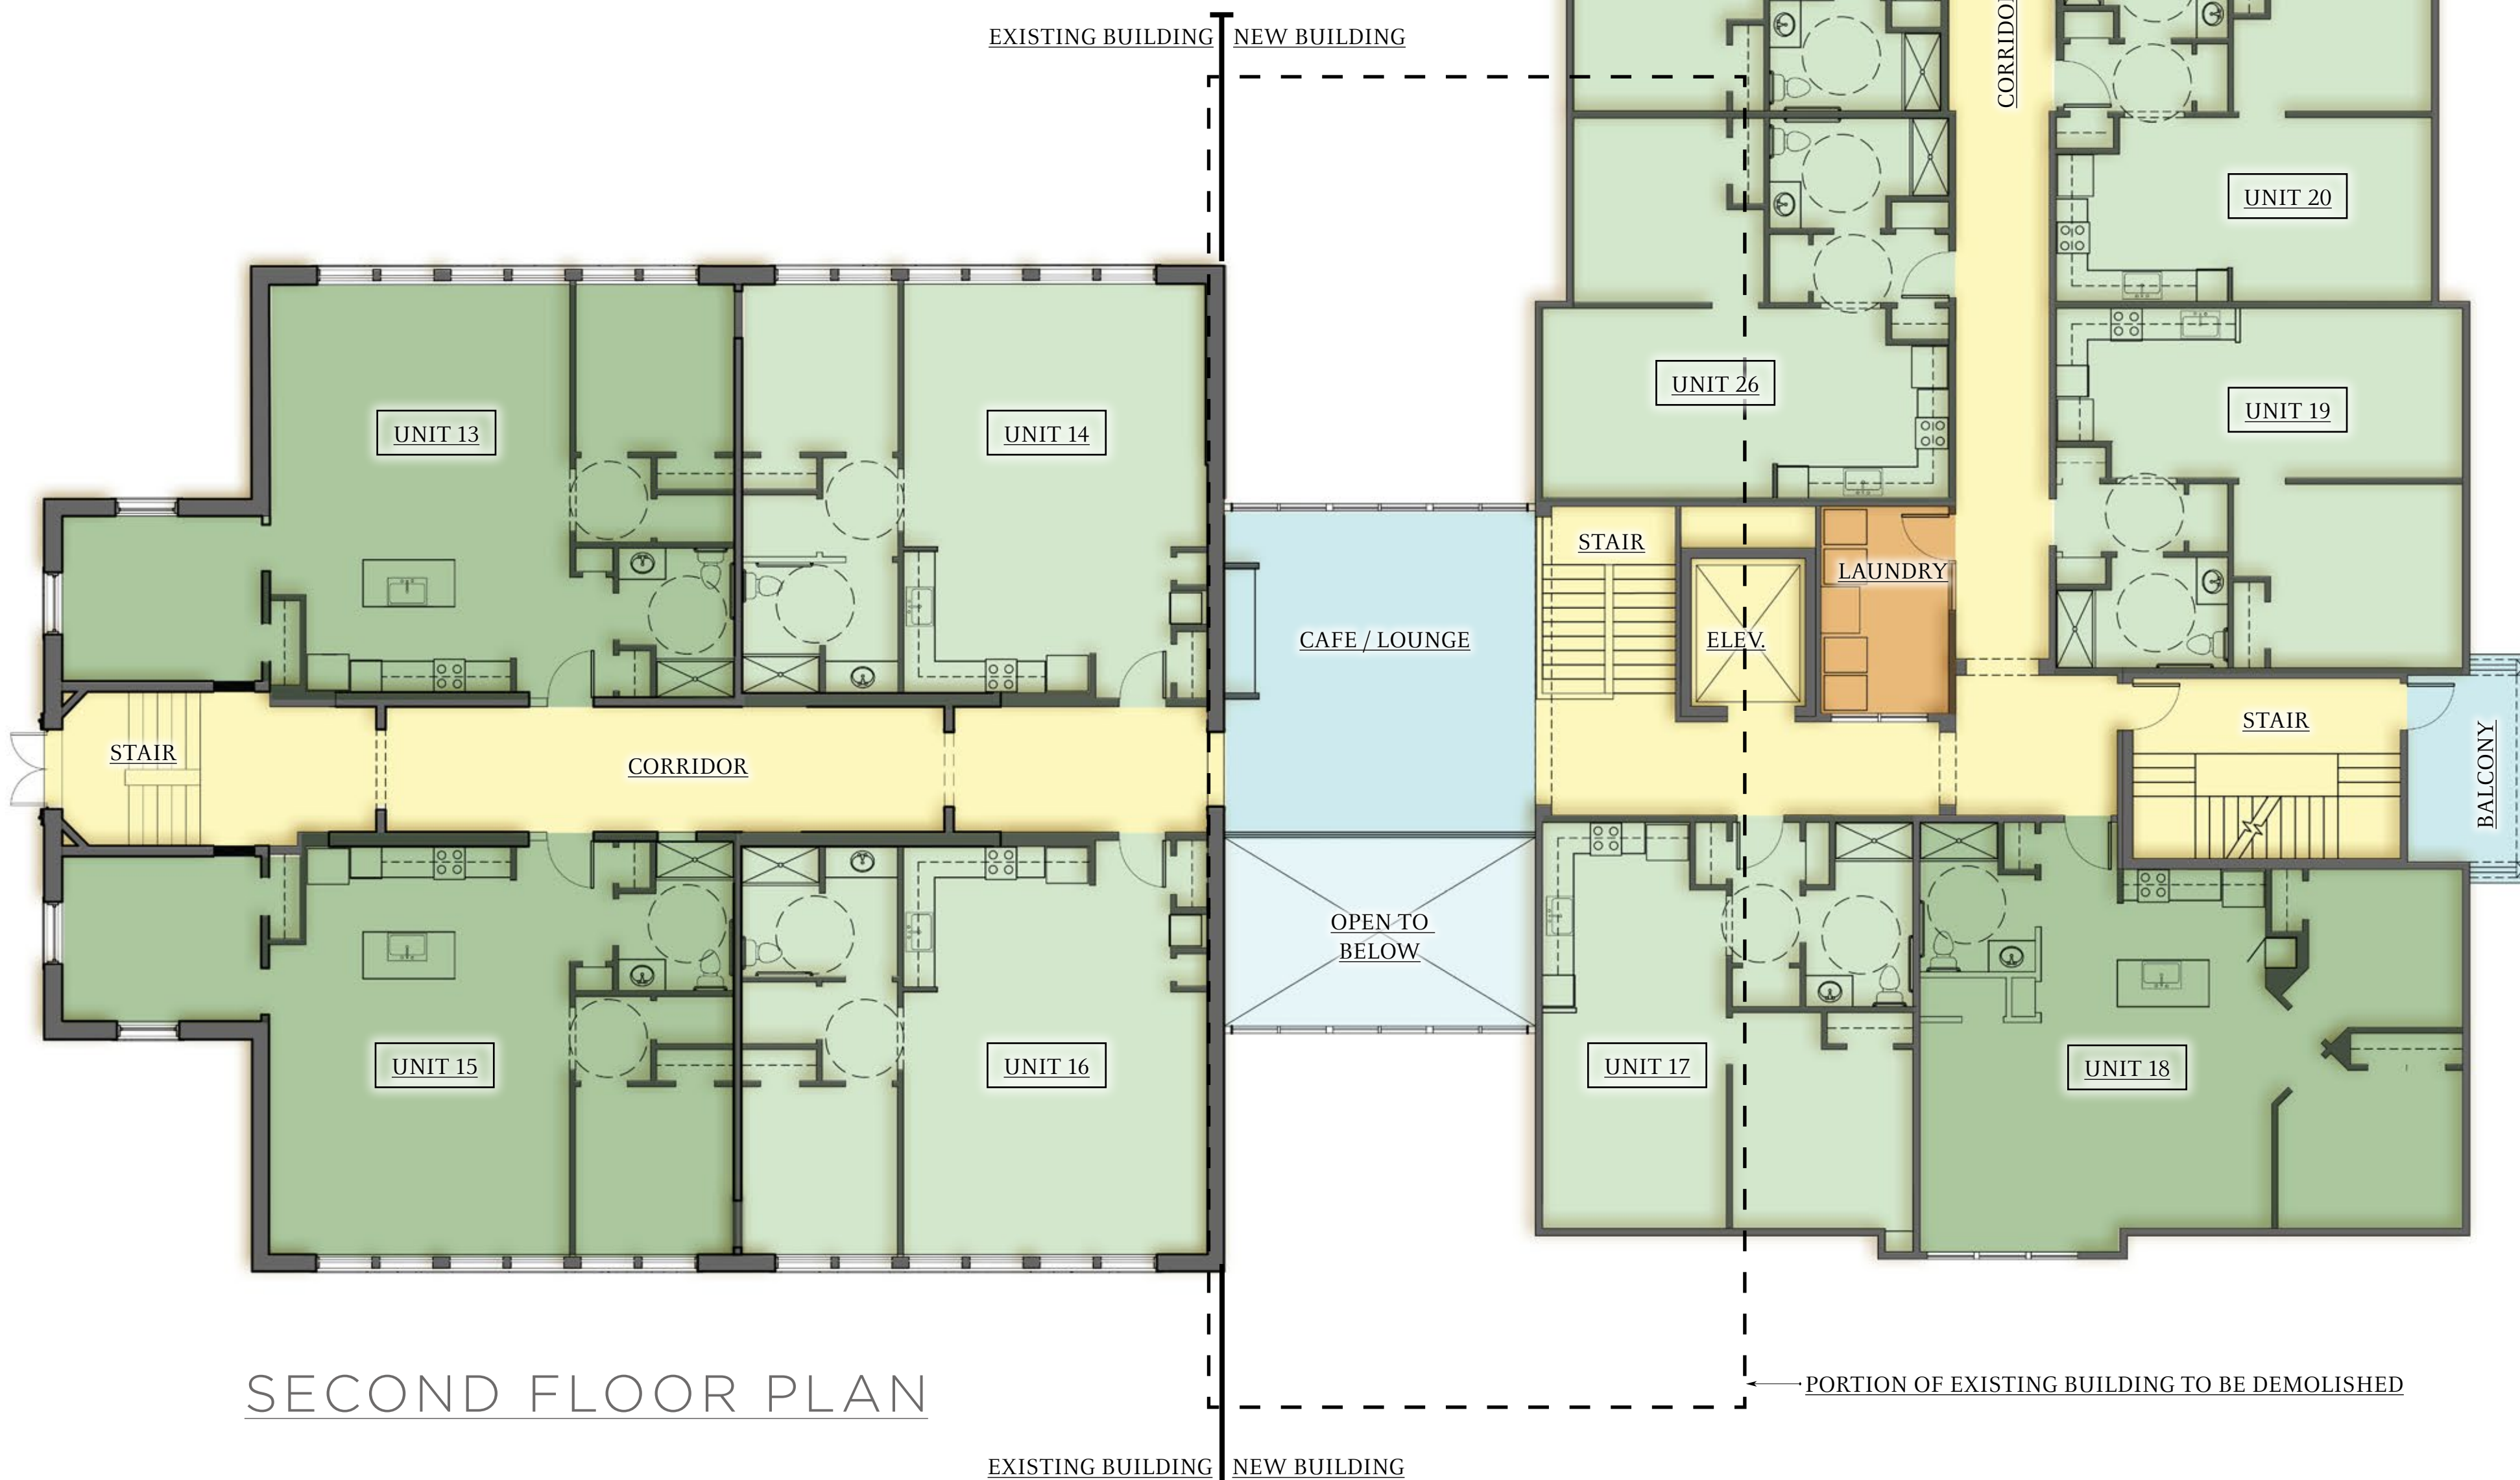 EXISTING BUILDING
NEW BUILDING
CORRIDOR
UNIT 20
UNIT 26
UNIT 19
UNIT 13
UNIT 14
STAIR
LAUNDRY
CAFE / LOUNGE
ELEV.
STAIR
BALCONY
STAIR
CORRIDOR
OPEN TO
BELOW
UNIT 15
UNIT 16
UNIT 17
UNIT 18
SECOND FLOOR PLAN
PORTION OF EXISTING BUILDING TO BE DEMOLISHED
EXISTING BUILDING
NEW BUILDING